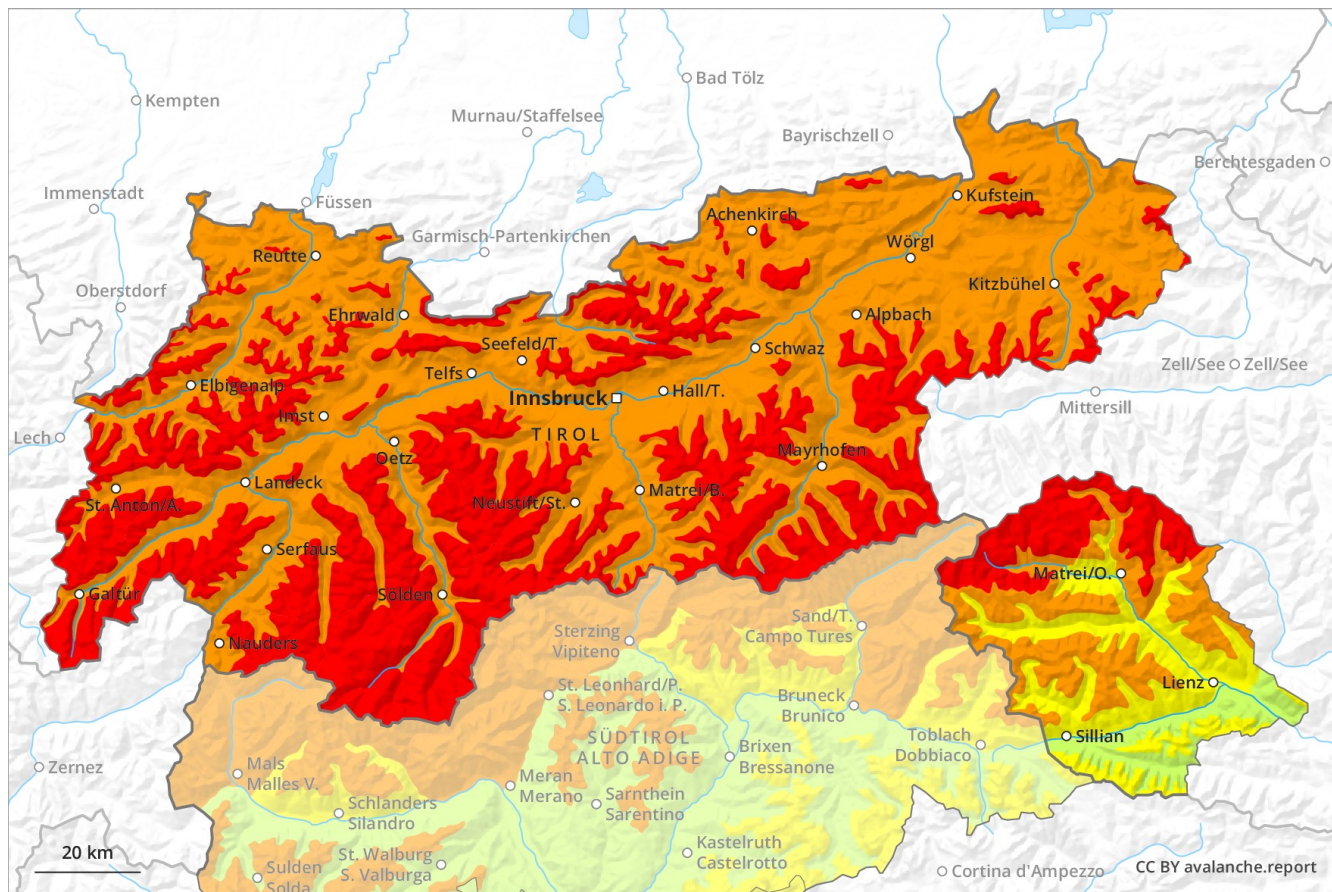 Kempten
Bad Tölz
Murnau/Staffelsee
Bayrischzell
Berchtesgaden
Immenstadt
Füssen
Kufstein
Achenkirch
Garmisch-Partenkirchen
Reutte
Wörgl
Kitzbühel
Oberstdorf
Ehrwald
Alpbach
Seefeld/T.
Schwaz
Zell/See
Zell/See
Telfs
Elbigenalp
Hall/T.
Innsbruck
Mittersill
Imst
Lech
TIROL
Mayrhofen
Oetz
Landeck
Matrei/B.
St. Anton/A.
Neustift/St.
Serfaus
Matrei/O.
Galtür
Sölden
Sand/T.
Campo Tures
Sterzing
Vipiteno
Nauders
Lienz
St. Leonhard/P.
S. Leonardo i. P.
Bruneck
Brunico
Sillian
SÜDTIROL
ALTO ADIGE
Toblach
Dobbiaco
Brixen
Bressanone
Zernez
Mals
Malles V.
Meran
Merano
Sarnthein
Sarentino
Schlanders
Silandro
20 km
Kastelruth
Castelrotto
St. Walburg
S. Valburga
Sulden
Solda
Cortina d'Ampezzo
CC BY avalanche.report